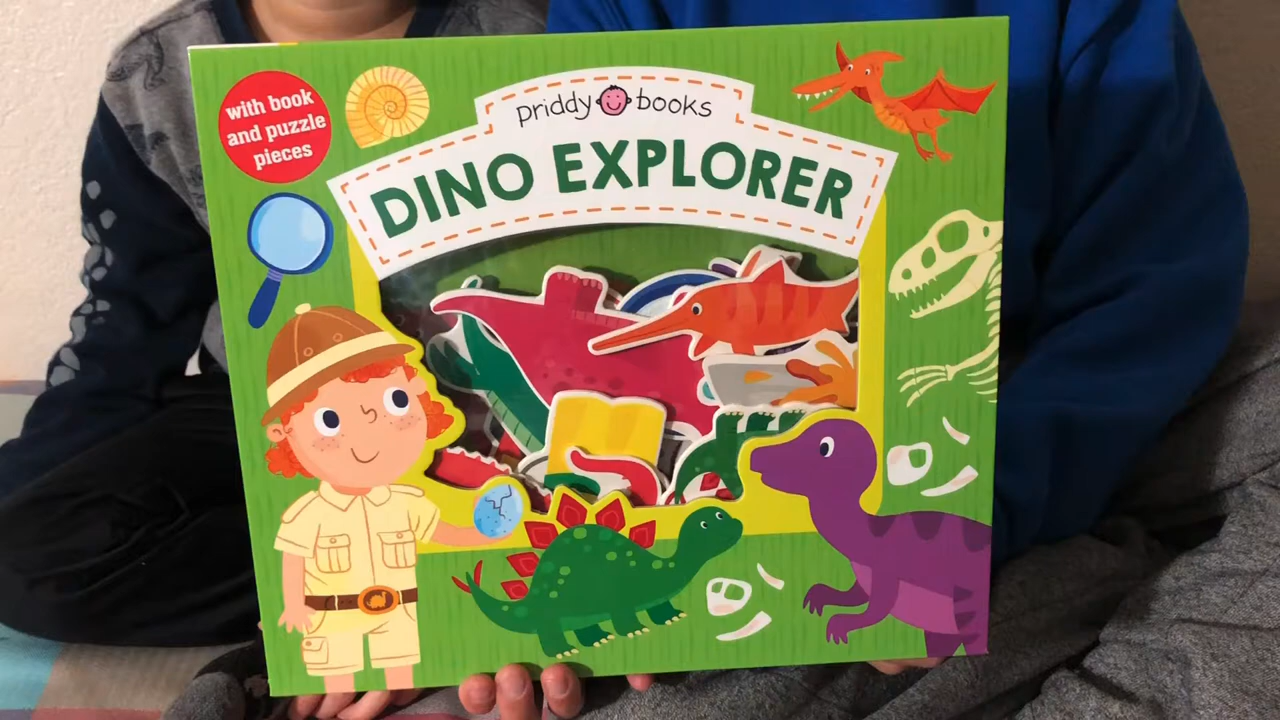 with book
and puzzle
pieces
priddy books
DINO EXPLORER